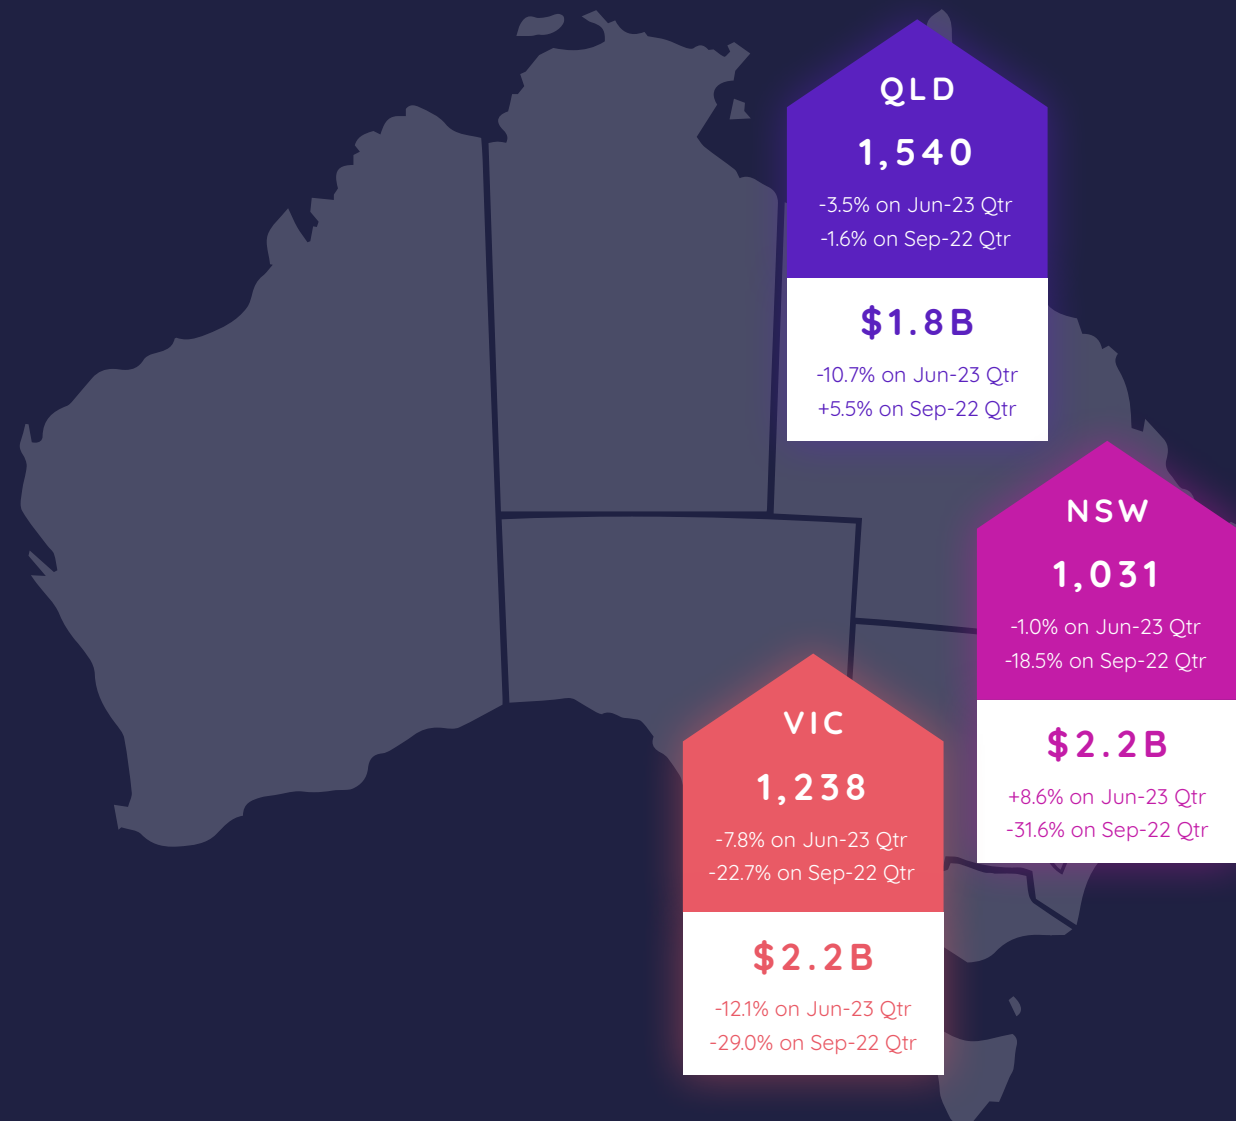 QLD
1,540
-3.5% on Jun-23 Qtr
-1.6% on Sep-22 Qtr
$1.8B
-10.7% on Jun-23 Qtr
+5.5% on Sep-22 Qtr
NSW
1,031
-1.0% on Jun-23 Qtr
-18.5% on Sep-22 Qtr
$2.2B
+8.6% on Jun-23 Qtr
-31.6% on Sep-22 Qtr
VIC
1,238
-7.8% on Jun-23 Qtr
-22.7% on Sep-22 Qtr
$2.2B
-12.1% on Jun-23 Qtr
-29.0% on Sep-22 Qtr